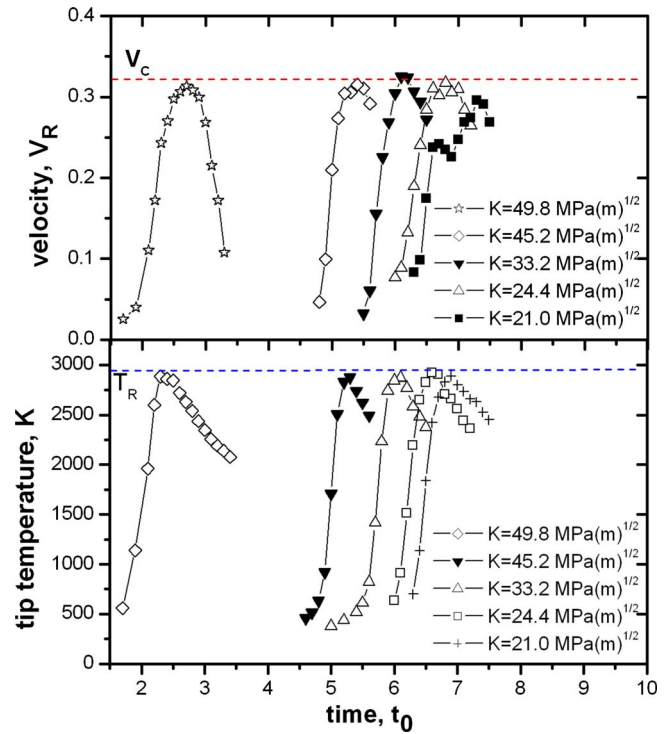 0.4
V_c
0.3
0.2
0.1
0.0
velocity, V_R
K=49.8 MPa(m)^1/2
K=45.2 MPa(m)^1/2
K=33.2 MPa(m)^1/2
K=24.4 MPa(m)^1/2
K=21.0 MPa(m)^1/2
3000
T_R
2500
2000
1500
1000
500
0
tip temperature, K
K=49.8 MPa(m)^1/2
K=45.2 MPa(m)^1/2
K=33.2 MPa(m)^1/2
K=24.4 MPa(m)^1/2
K=21.0 MPa(m)^1/2
2 3 4 5 6 7 8 9 10
time, t_0